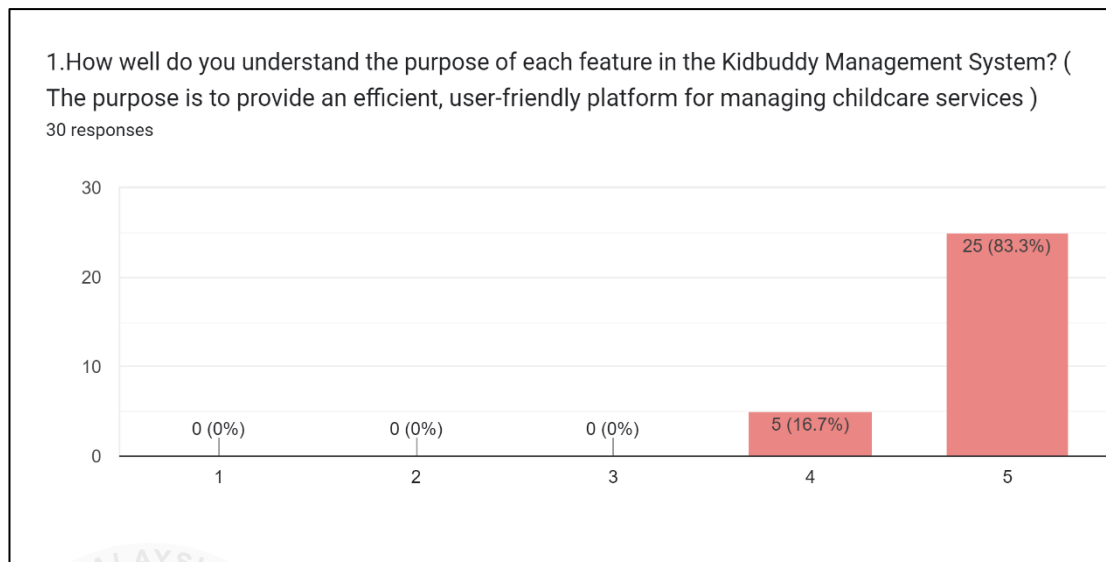 1.How well do you understand the purpose of each feature in the Kidbuddy Management System? (
The purpose is to provide an efficient, user-friendly platform for managing childcare services )
30 responses
30
25 (83.3%)
20
10
0 (0%) 0 (0%) 0 (0%) 5 (16.7%)
0
1 2 3 4 5